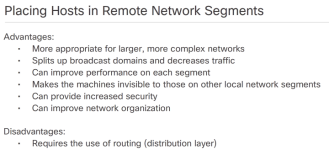 Placing Hosts in Remote Network Segments
Advantages:
• More appropriate for larger, more complex networks
• Splits up broadcast domains and decreases traffic
• Can improve performance on each segment
• Makes the machines invisible to those on other local network segments
• Can provide increased security
• Can improve network organization
Disadvantages:
• Requires the use of routing (distribution layer)